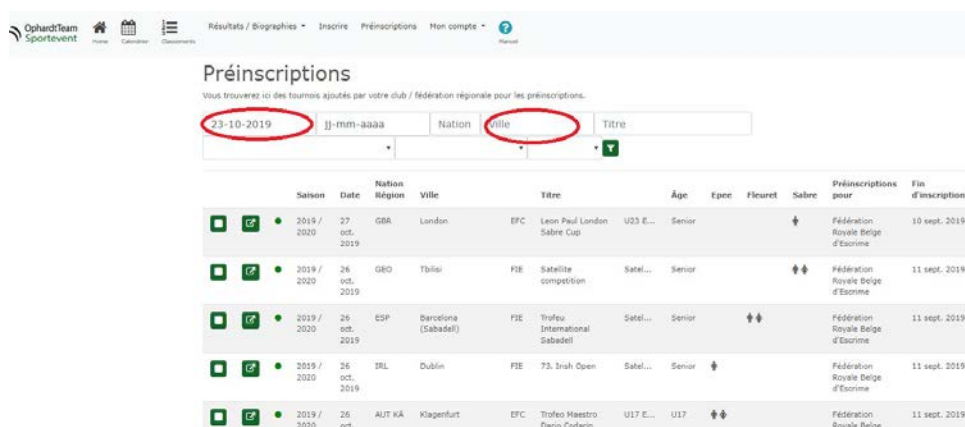 OphardtTeam
Sportevent
Home
Calendrier
Classements
Résultats / Biographies
Inscrire
Préinscriptions
Mon compte
Manuel
Préinscriptions
Vous trouverez ici des tournois ajoutés par votre club / fédération régionale pour les préinscriptions.
23-10-2019 jj-mm-aaaa Nation Ville Titre
Saison Date Nation Région Ville Titre Âge Epee Fleuret Sabre Préinscriptions pour Fin d'inscription
2019 / 2020 27 oct. 2019 GBR London EFC Leon Paul London Sabre Cup U23 E... Senior Fédération Royale Belge d'Escrime 10 sept. 2019
2019 / 2020 26 oct. 2019 GEO Tbilisi FIE Satellite competition Satel... Senior Fédération Royale Belge d'Escrime 11 sept. 2019
2019 / 2020 26 oct. 2019 ESP Barcelona (Sabadell) FIE Trofeu International Sabadell Satel... Senior Fédération Royale Belge d'Escrime 11 sept. 2019
2019 / 2020 26 oct. 2019 IRL Dublin FIE 73. Irish Open Satel... Senior Fédération Royale Belge d'Escrime 11 sept. 2019
2019 / 2020 26 oct. AUT KÄ Klagenfurt EFC Trofeo Maestro U17 E... U17 Fédération Royale Belge 11 sept. 2019